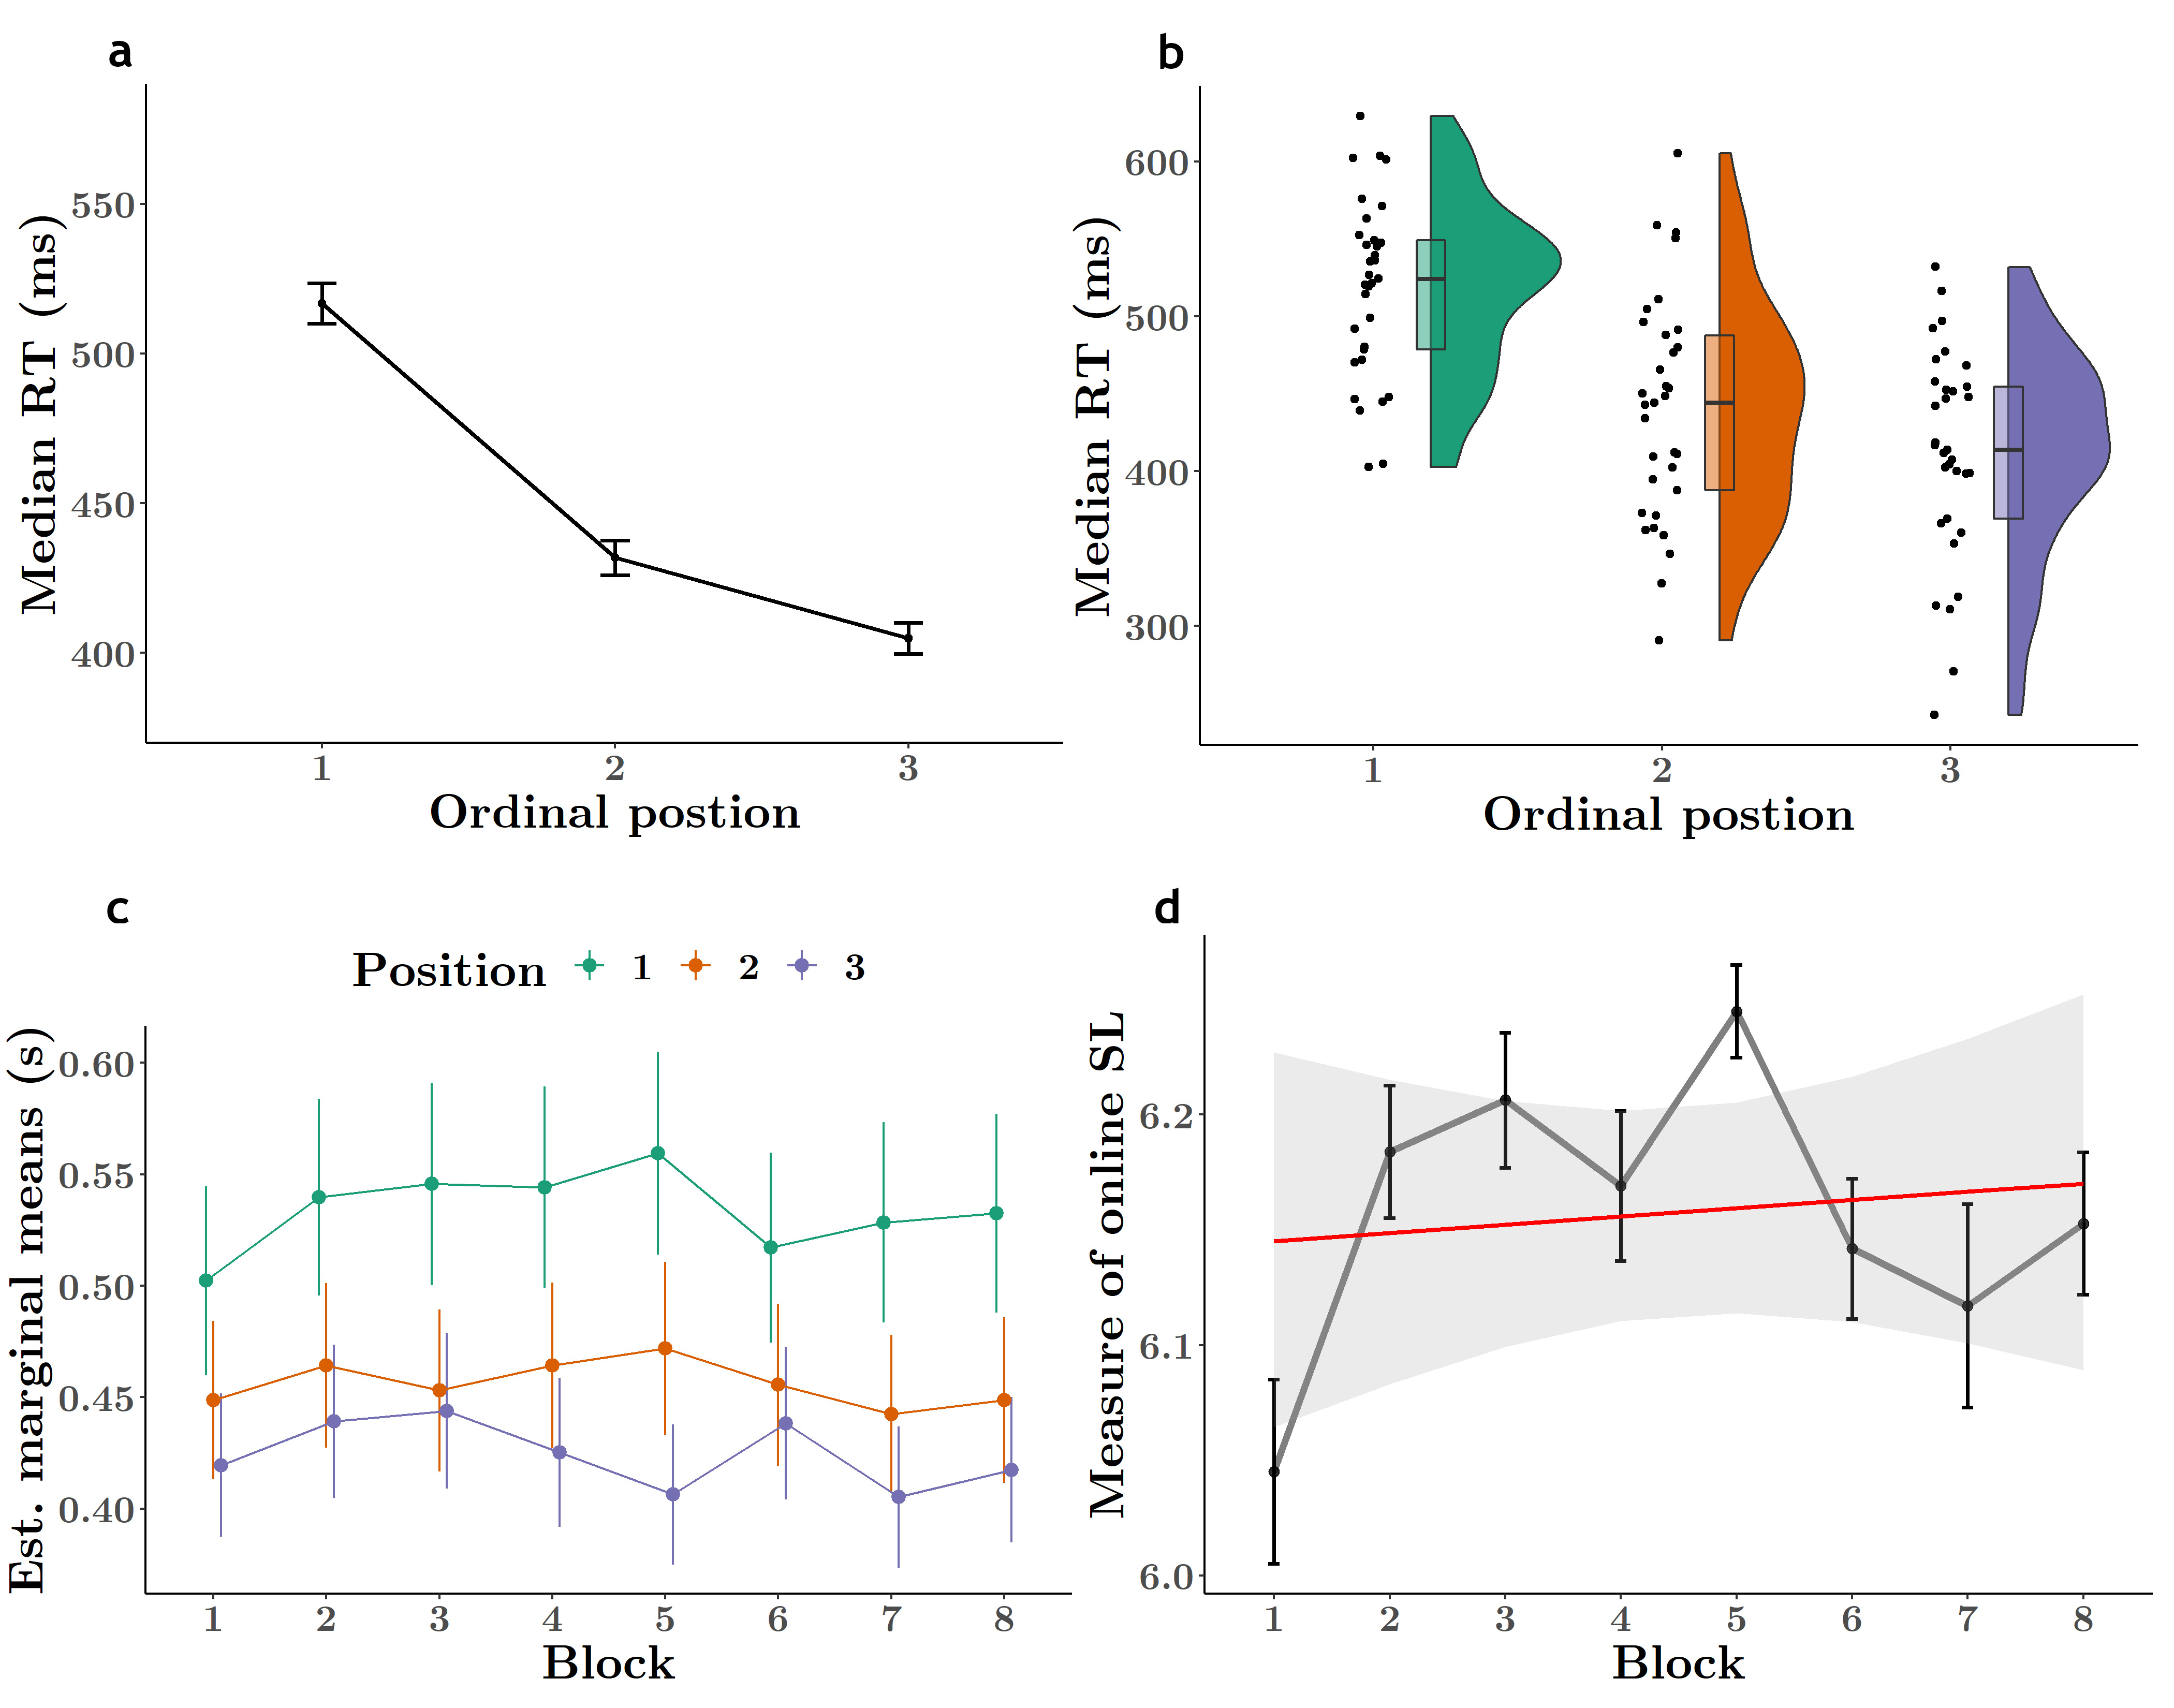 a
Median RT (ms)
550
500
450
400
1 2 3
Ordinal postion
b
Median RT (ms)
600
500
400
300
1 2 3
Ordinal postion
c
Position 1 2 3
Est. marginal means (s)
0.60
0.55
0.50
0.45
0.40
1 2 3 4 5 6 7 8
Block
d
Measure of online SL
6.2
6.1
6.0
1 2 3 4 5 6 7 8
Block